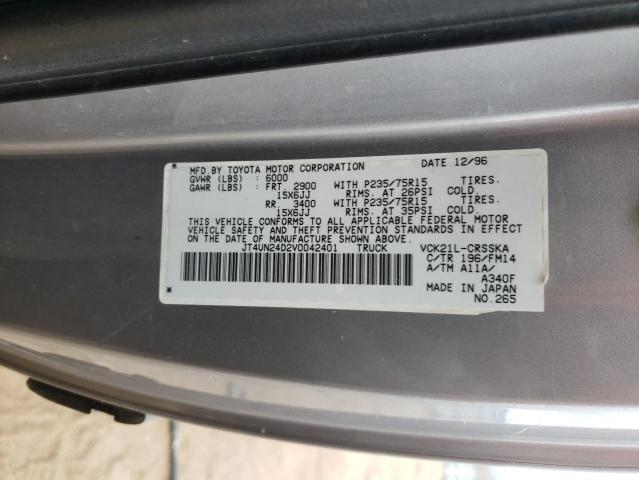 MFD. BY TOYOTA MOTOR CORPORATION DATE 12/96
GVWR (LBS) : 6000
GAWR (LBS) : FRT. 2900 WITH P235/75R15 TIRES.
15X6JJ RIMS. AT 26PSI COLD.
RR. 3400 WITH P235/75R15 TIRES.
15X6JJ RIMS. AT 35PSI COLD.
THIS VEHICLE CONFORMS TO ALL APPLICABLE FEDERAL MOTOR
VEHICLE SAFETY AND THEFT PREVENTION STANDARDS IN EFFECT
ON THE DATE OF MANUFACTURE SHOWN ABOVE.
JT4UN24D2V0042401 TRUCK VCK21L-CRSSKA
C/TR 196/FM14
A/TM A11A/
A340F
MADE IN JAPAN
NO.265